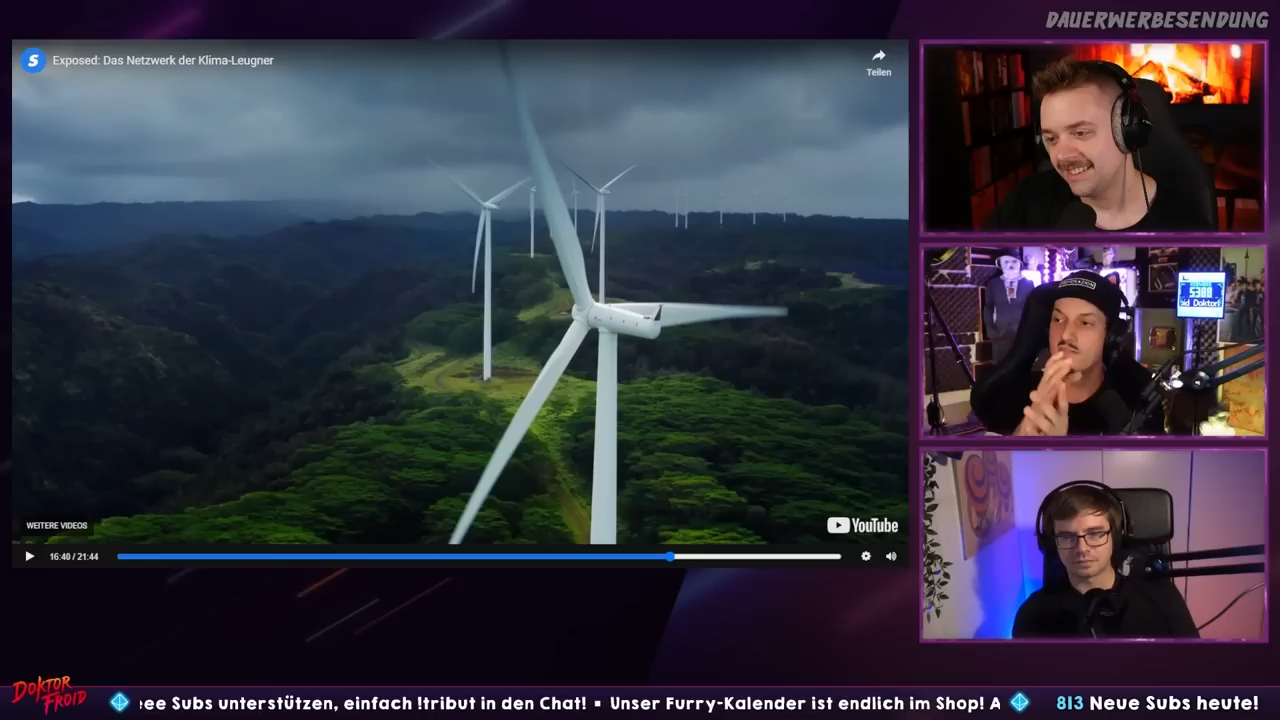 DAUERWERBESENDUNG
Exposed: Das Netzwerk der Klima-Leugner
Teilen
WEITERE VIDEOS
YouTube
16:40 / 21:44
DOKTOR FROID
ee Subs unterstützen, einfach !tribut in den Chat! ▪ Unser Furry-Kalender ist endlich im Shop! A
813 Neue Subs heute!